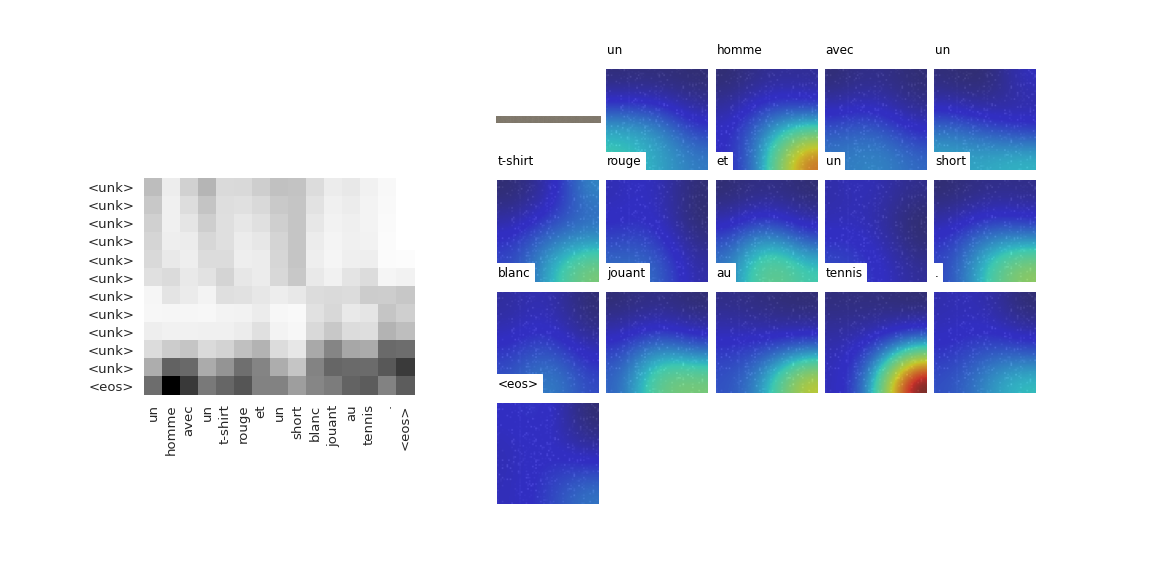 un homme avec un
t-shirt rouge et un short
blanc jouant au tennis .
<eos>
<unk>
<unk>
<unk>
<unk>
<unk>
<unk>
<unk>
<unk>
<unk>
<unk>
<unk>
<eos>
un homme avec un t-shirt rouge et un short blanc jouant au tennis . <eos>